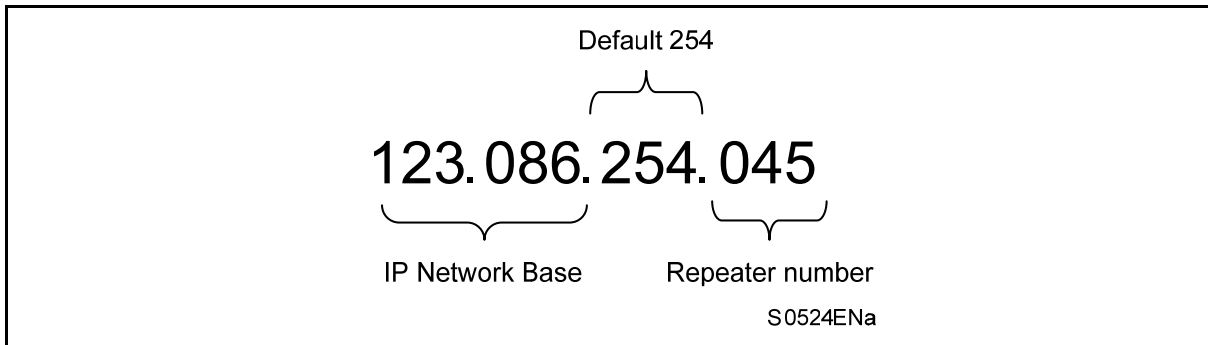 Default 254
123.086.254.045
IP Network Base
Repeater number
S0524ENa